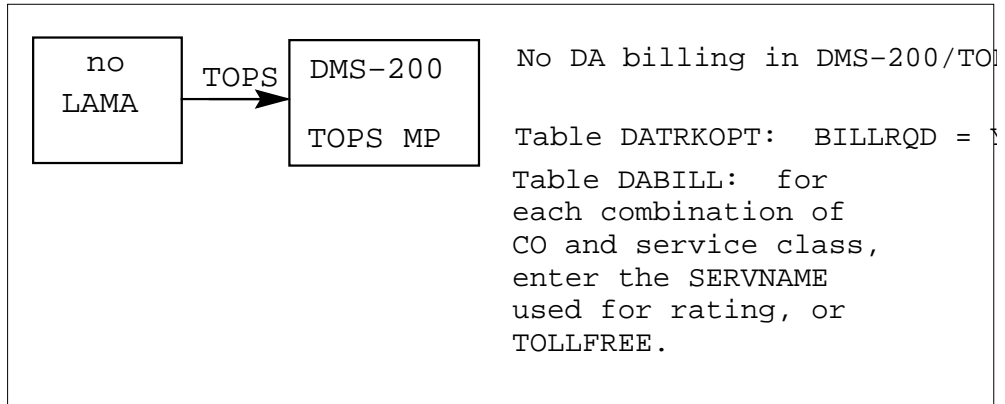 no
LAMA
TOPS
DMS-200
TOPS MP
No DA billing in DMS-200/
Table DATRKOPT: BILLRQD =
Table DABILL: for
each combination of
CO and service class,
enter the SERVNAME
used for rating, or
TOLLFREE.